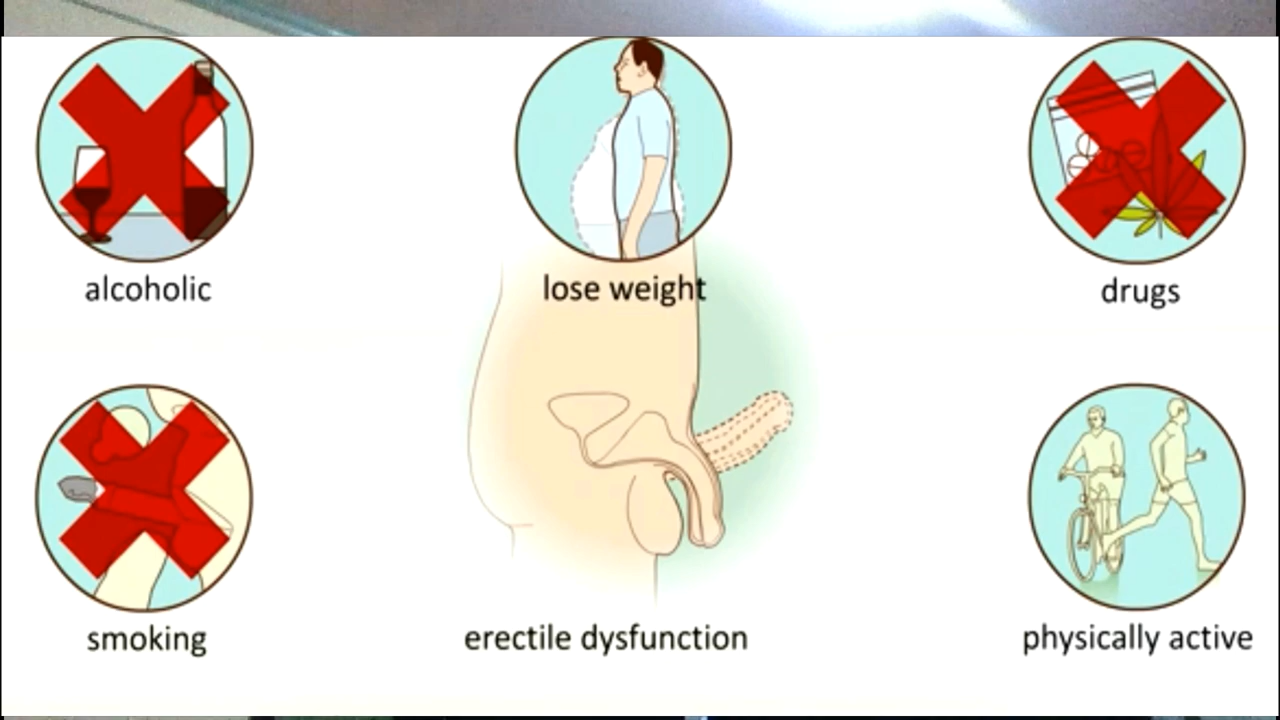 alcoholic
lose weight
drugs
smoking
erectile dysfunction
physically active